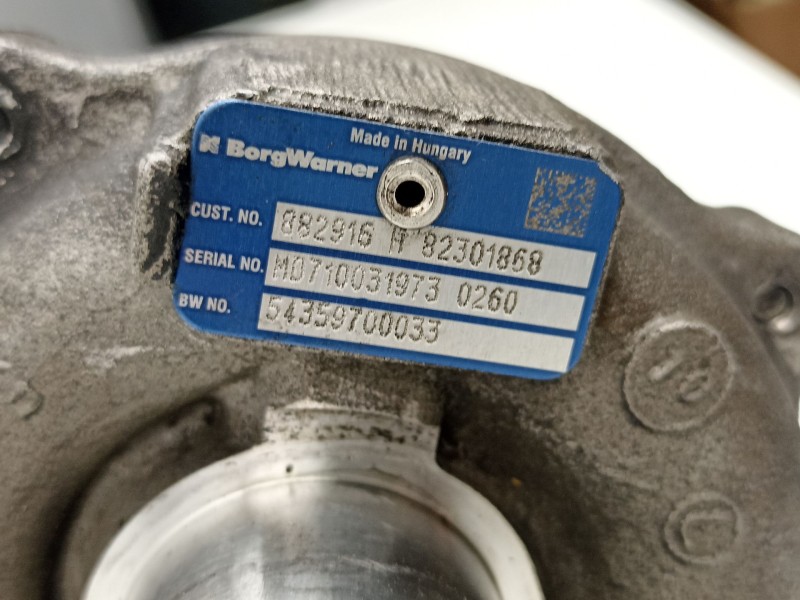 Made in Hungary
BorgWarner
CUST. NO. 882916 H 82301868
SERIAL NO. M0710031973 0260
BW NO. 54359700033